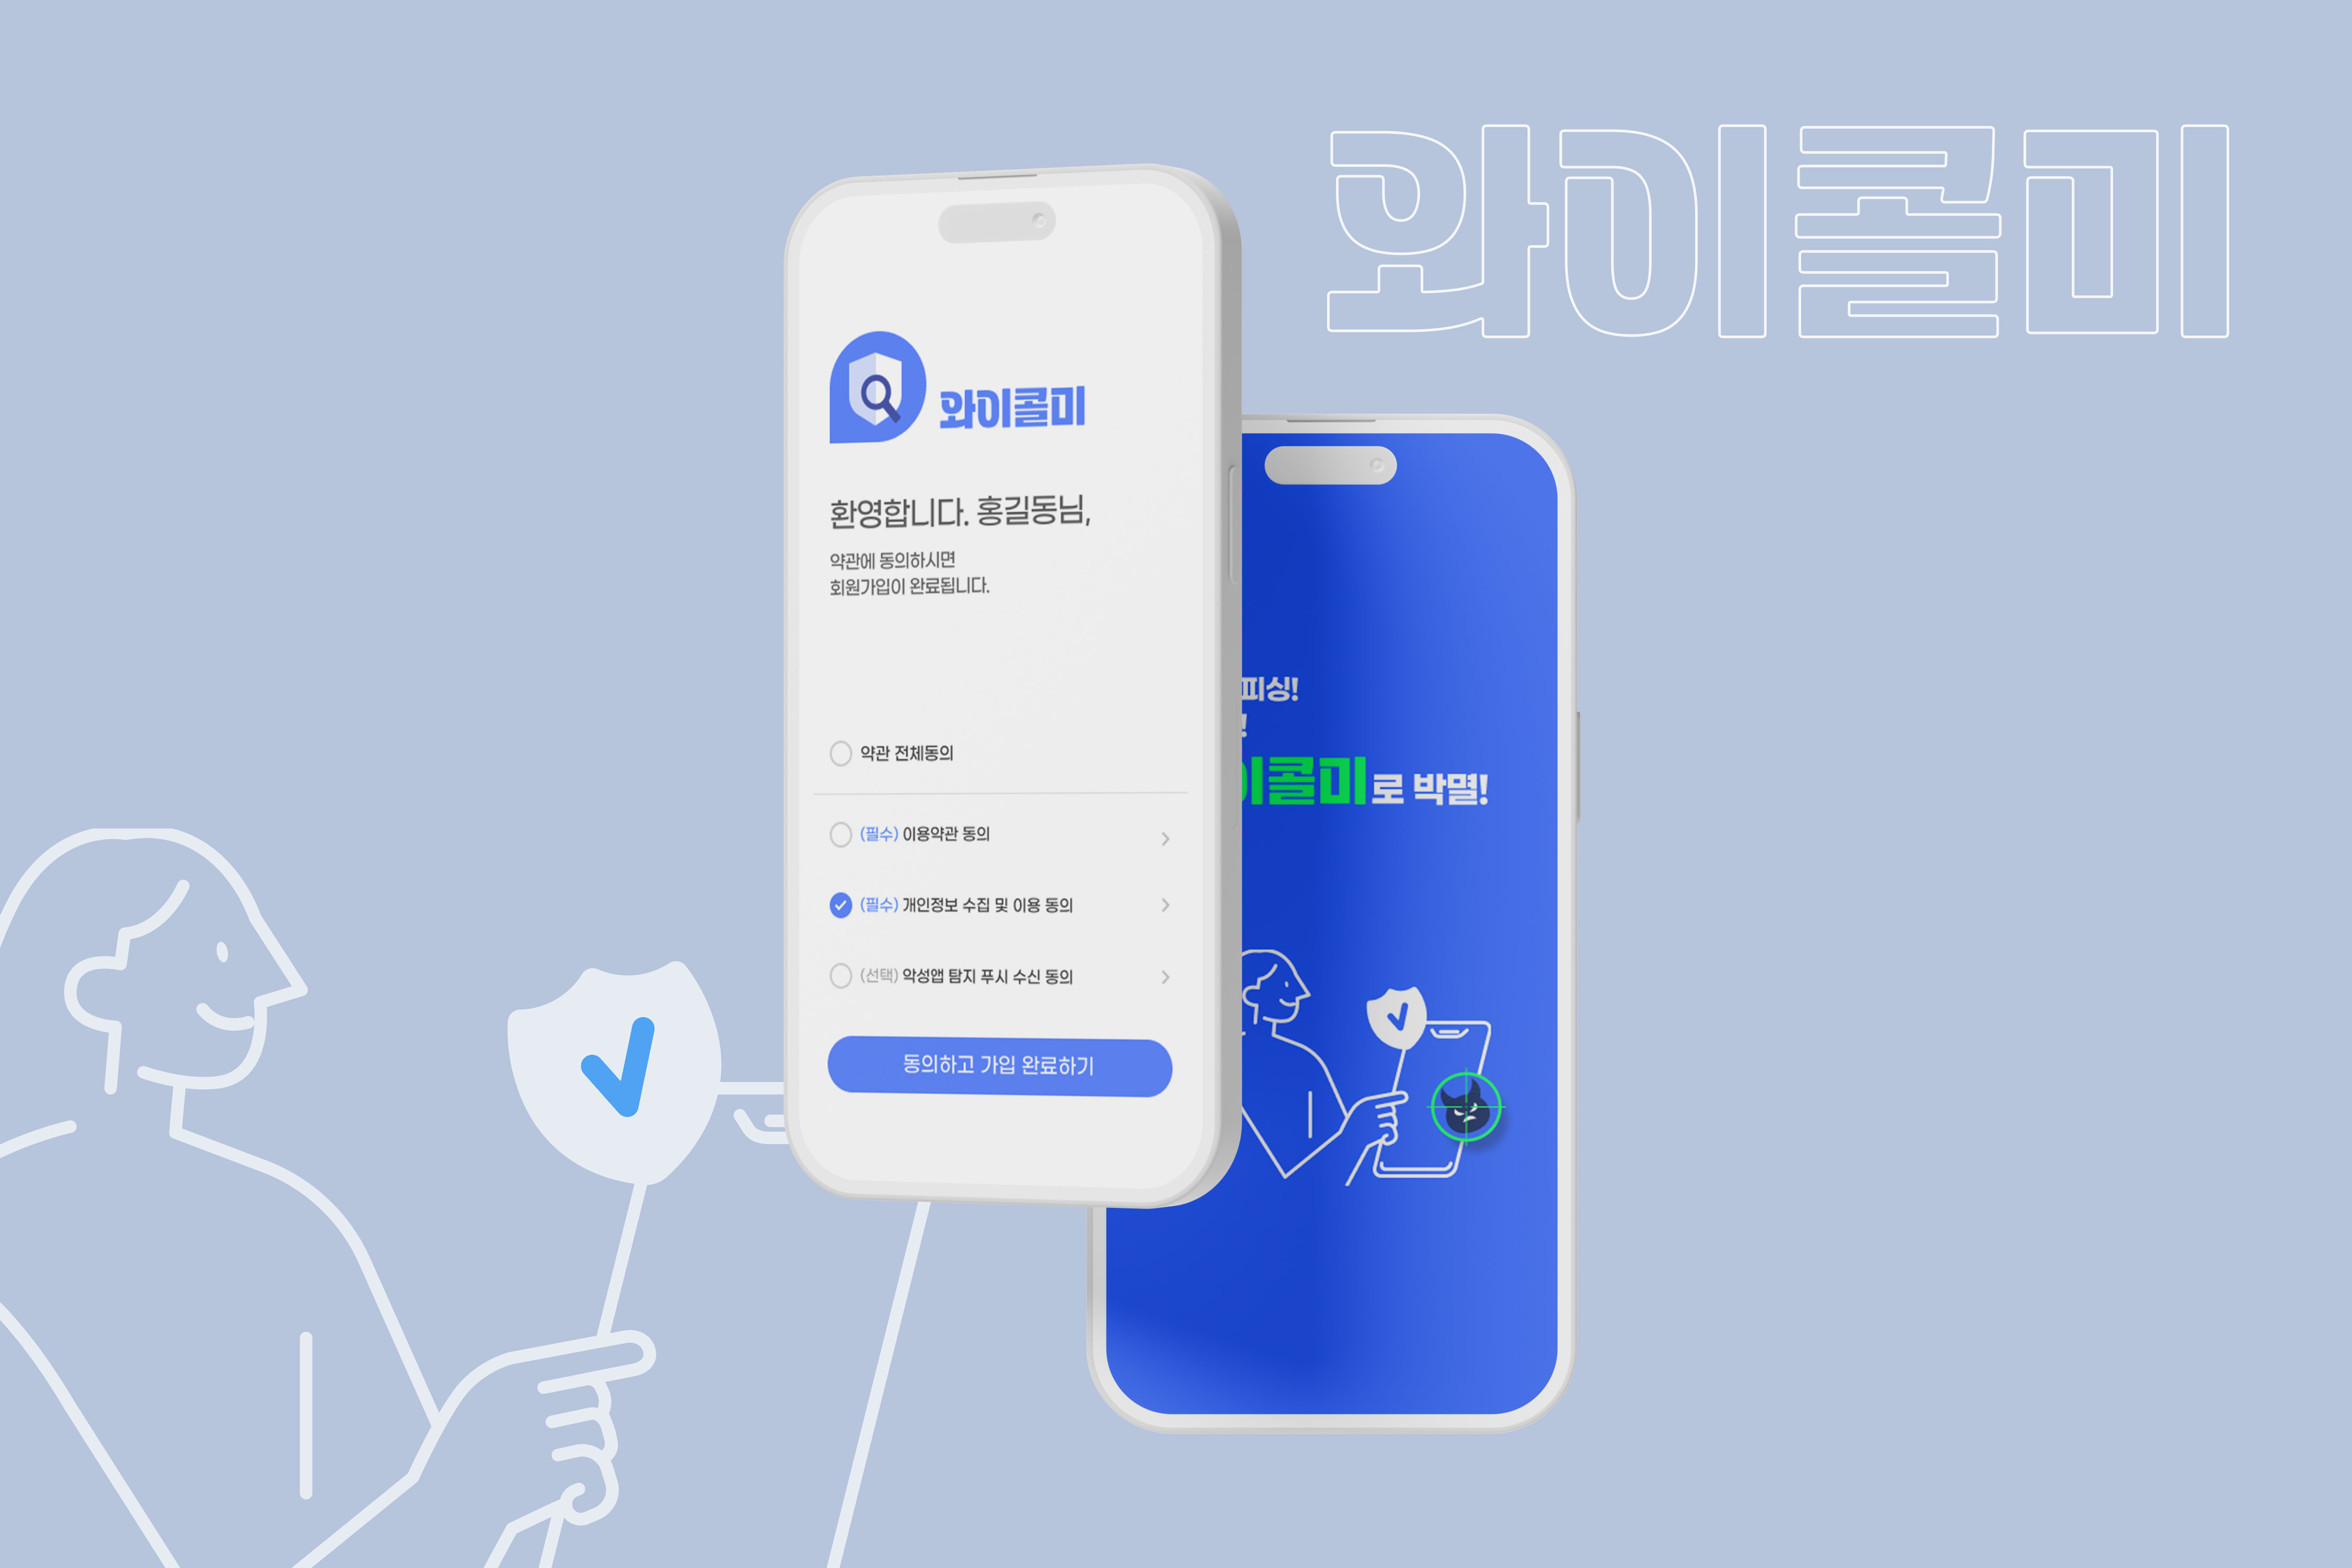 와이콜미
와이콜미
환영합니다. 홍길동님,
약관에 동의하시면
회원가입이 완료됩니다.
약관 전체동의
(필수) 이용약관 동의
(필수) 개인정보 수집 및 이용 동의
(선택) 악성앱 탐지 푸시 수신 동의
동의하고 가입 완료하기
피싱!
!
이콜미로 박멸!